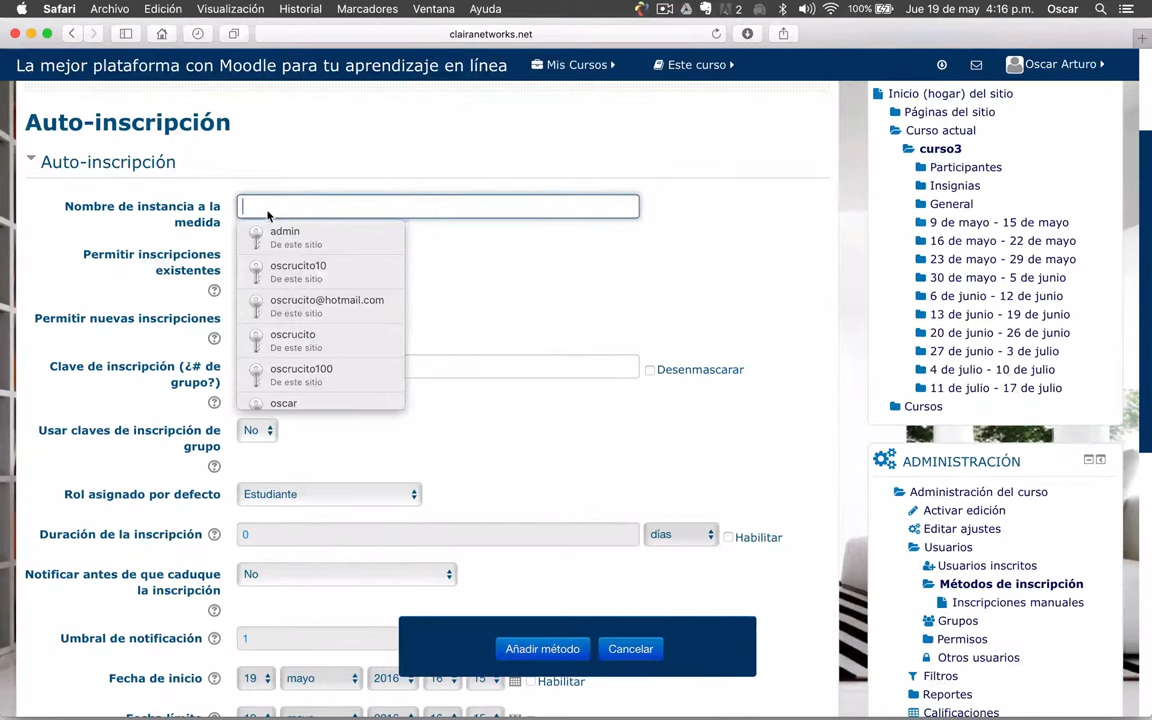 Safari Archivo Edición Visualización Historial Marcadores Ventana Ayuda 2 100% Jue 19 de may 4:16 p.m. Oscar
clairanetworks.net
La mejor plataforma con Moodle para tu aprendizaje en línea Mis Cursos Este curso Oscar Arturo
Auto-inscripción
Auto-inscripción
Nombre de instancia a la
medida
admin
De este sitio
oscrucito10
De este sitio
oscrucito@hotmail.com
De este sitio
oscrucito
De este sitio
oscrucito100
De este sitio
oscar
Permitir inscripciones
existentes
Permitir nuevas inscripciones
Clave de inscripción (¿# de
grupo?)
Desenmascarar
Usar claves de inscripción de
grupo
No
Rol asignado por defecto
Estudiante
Duración de la inscripción
0 días Habilitar
Notificar antes de que caduque
la inscripción
No
Umbral de notificación
1
Añadir método Cancelar
Fecha de inicio
19 mayo 2016 16 15 Habilitar
Inicio (hogar) del sitio
Páginas del sitio
Curso actual
curso3
Participantes
Insignias
General
9 de mayo - 15 de mayo
16 de mayo - 22 de mayo
23 de mayo - 29 de mayo
30 de mayo - 5 de junio
6 de junio - 12 de junio
13 de junio - 19 de junio
20 de junio - 26 de junio
27 de junio - 3 de julio
4 de julio - 10 de julio
11 de julio - 17 de julio
Cursos
ADMINISTRACIÓN
Administración del curso
Activar edición
Editar ajustes
Usuarios
Usuarios inscritos
Métodos de inscripción
Inscripciones manuales
Grupos
Permisos
Otros usuarios
Filtros
Reportes
Calificaciones